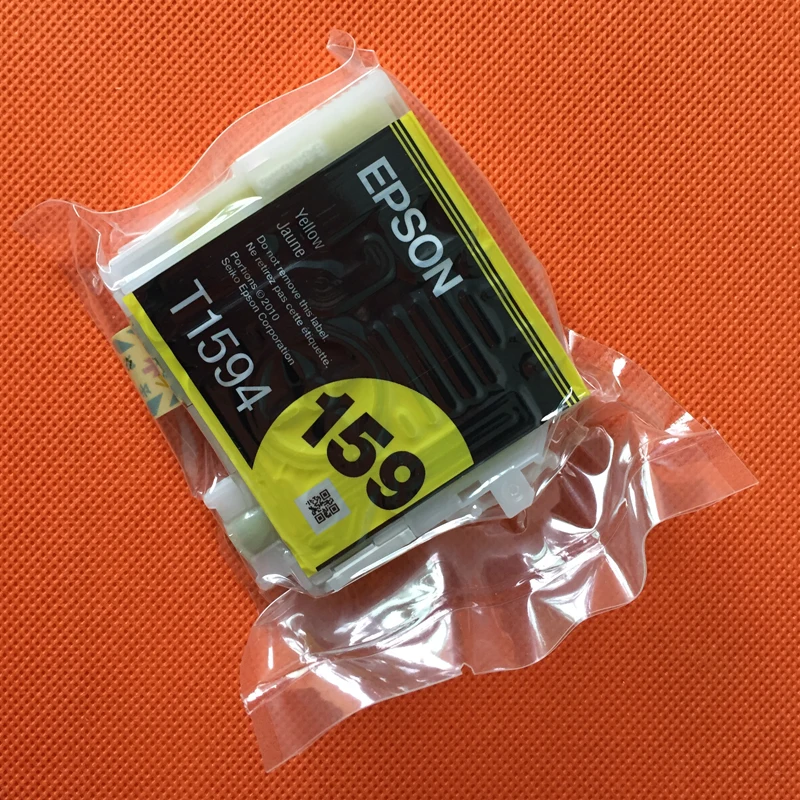 EPSON
Yellow
Jaune
Do not remove this label.
Ne retirez pas cette étiquette.
Portions © 2010
Seiko Epson Corporation
T1594
159